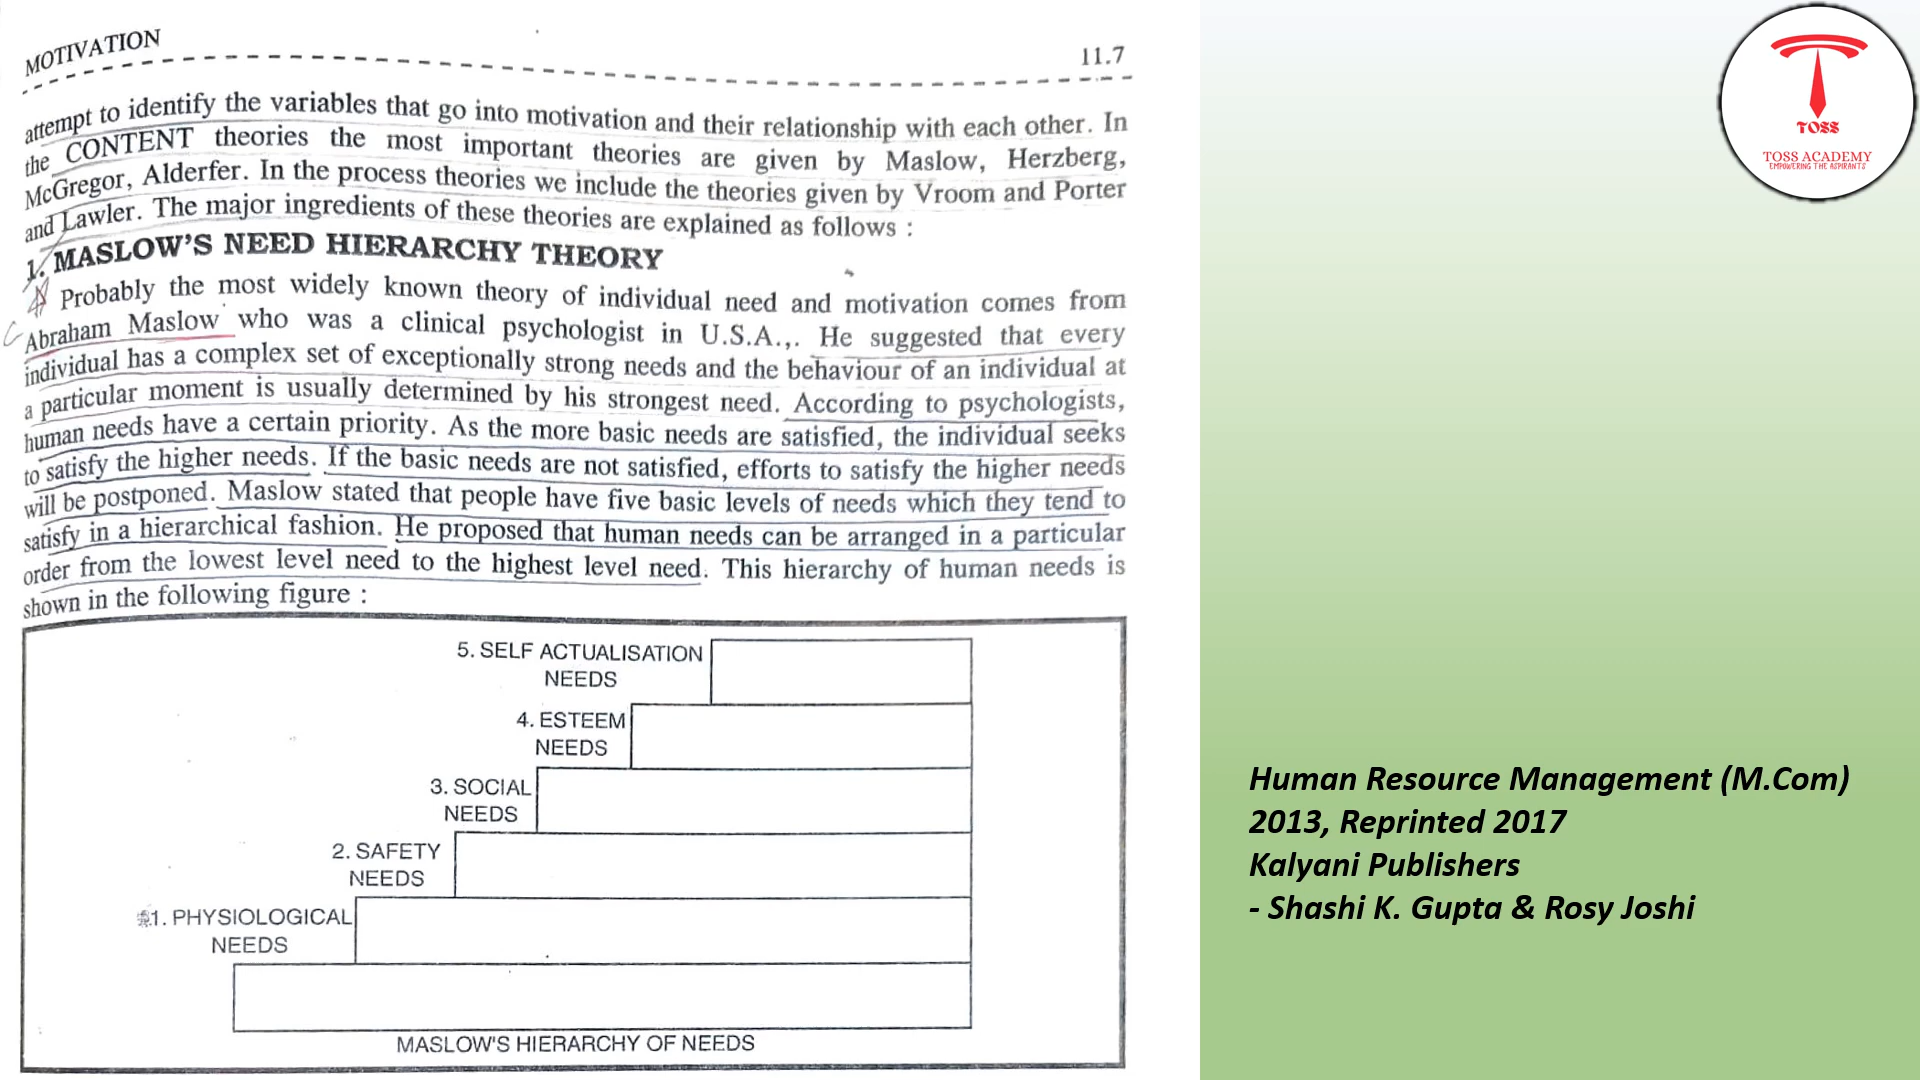 MOTIVATION
11.7
attempt to identify the variables that go into motivation and their relationship with each other. In
the CONTENT theories the most important theories are given by Maslow, Herzberg,
McGregor, Alderfer. In the process theories we include the theories given by Vroom and Porter
and Lawler. The major ingredients of these theories are explained as follows :
1. MASLOW'S NEED HIERARCHY THEORY
Probably the most widely known theory of individual need and motivation comes from
Abraham Maslow who was a clinical psychologist in U.S.A.,. He suggested that every
individual has a complex set of exceptionally strong needs and the behaviour of an individual at
a particular moment is usually determined by his strongest need. According to psychologists,
human needs have a certain priority. As the more basic needs are satisfied, the individual seeks
to satisfy the higher needs. If the basic needs are not satisfied, efforts to satisfy the higher needs
will be postponed. Maslow stated that people have five basic levels of needs which they tend to
satisfy in a hierarchical fashion. He proposed that human needs can be arranged in a particular
order from the lowest level need to the highest level need. This hierarchy of human needs is
shown in the following figure :
5. SELF ACTUALISATION
NEEDS
4. ESTEEM
NEEDS
3. SOCIAL
NEEDS
2. SAFETY
NEEDS
1. PHYSIOLOGICAL
NEEDS
MASLOW'S HIERARCHY OF NEEDS
TOSS
TOSS ACADEMY
EMPOWERING THE ASPIRANTS
Human Resource Management (M.Com)
2013, Reprinted 2017
Kalyani Publishers
- Shashi K. Gupta & Rosy Joshi